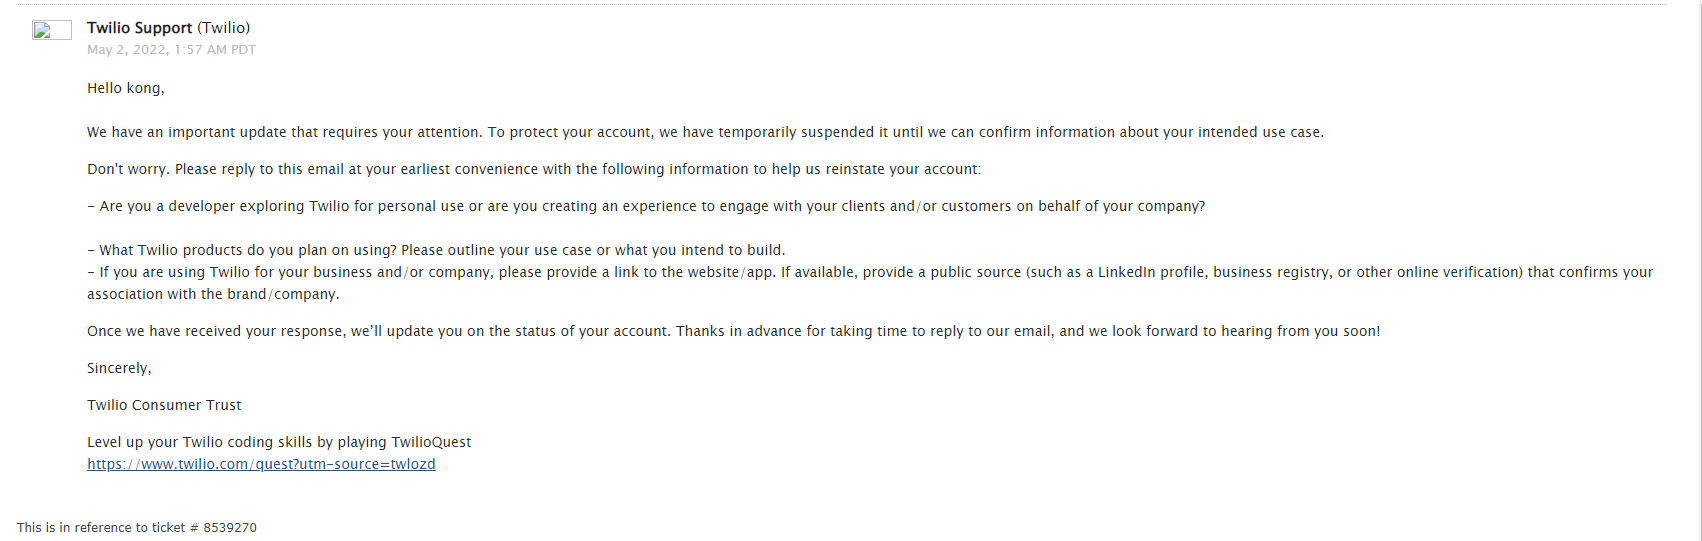 Twilio Support (Twilio)
May 2, 2022, 1:57 AM PDT
Hello kong,
We have an important update that requires your attention. To protect your account, we have temporarily suspended it until we can confirm information about your intended use case.
Don't worry. Please reply to this email at your earliest convenience with the following information to help us reinstate your account:
- Are you a developer exploring Twilio for personal use or are you creating an experience to engage with your clients and/or customers on behalf of your company?
- What Twilio products do you plan on using? Please outline your use case or what you intend to build.
- If you are using Twilio for your business and/or company, please provide a link to the website/app. If available, provide a public source (such as a LinkedIn profile, business registry, or other online verification) that confirms your
association with the brand/company.
Once we have received your response, we’ll update you on the status of your account. Thanks in advance for taking time to reply to our email, and we look forward to hearing from you soon!
Sincerely,
Twilio Consumer Trust
Level up your Twilio coding skills by playing TwilioQuest
https://www.twilio.com/quest?utm-source=twlozd
This is in reference to ticket # 8539270